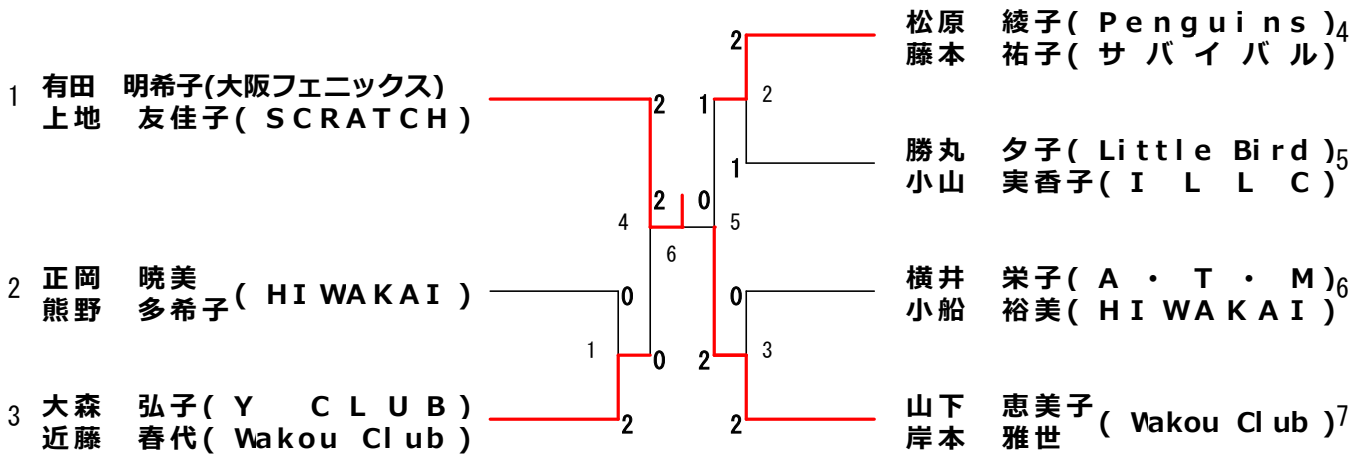 1 有田 明希子(大阪フェニックス)
上地 友佳子( SCRATCH )
2 正岡 暁美
熊野 多希子 ( HI WAKAI )
3 大森 弘子( Y CLUB )
近藤 春代( Wakou Club )
2
4
2
0
1
0
2
6
0
1
5
2
2
2
1
0
3
2
松原 綾子( Penguins ) 4
藤本 祐子( サバイバル )
勝丸 夕子( Little Bird ) 5
小山 実香子( I L L C )
横井 栄子( A ・ T ・ M ) 6
小船 裕美( HI WAKAI )
山下 恵美子
岸本 雅世 ( Wakou Club ) 7